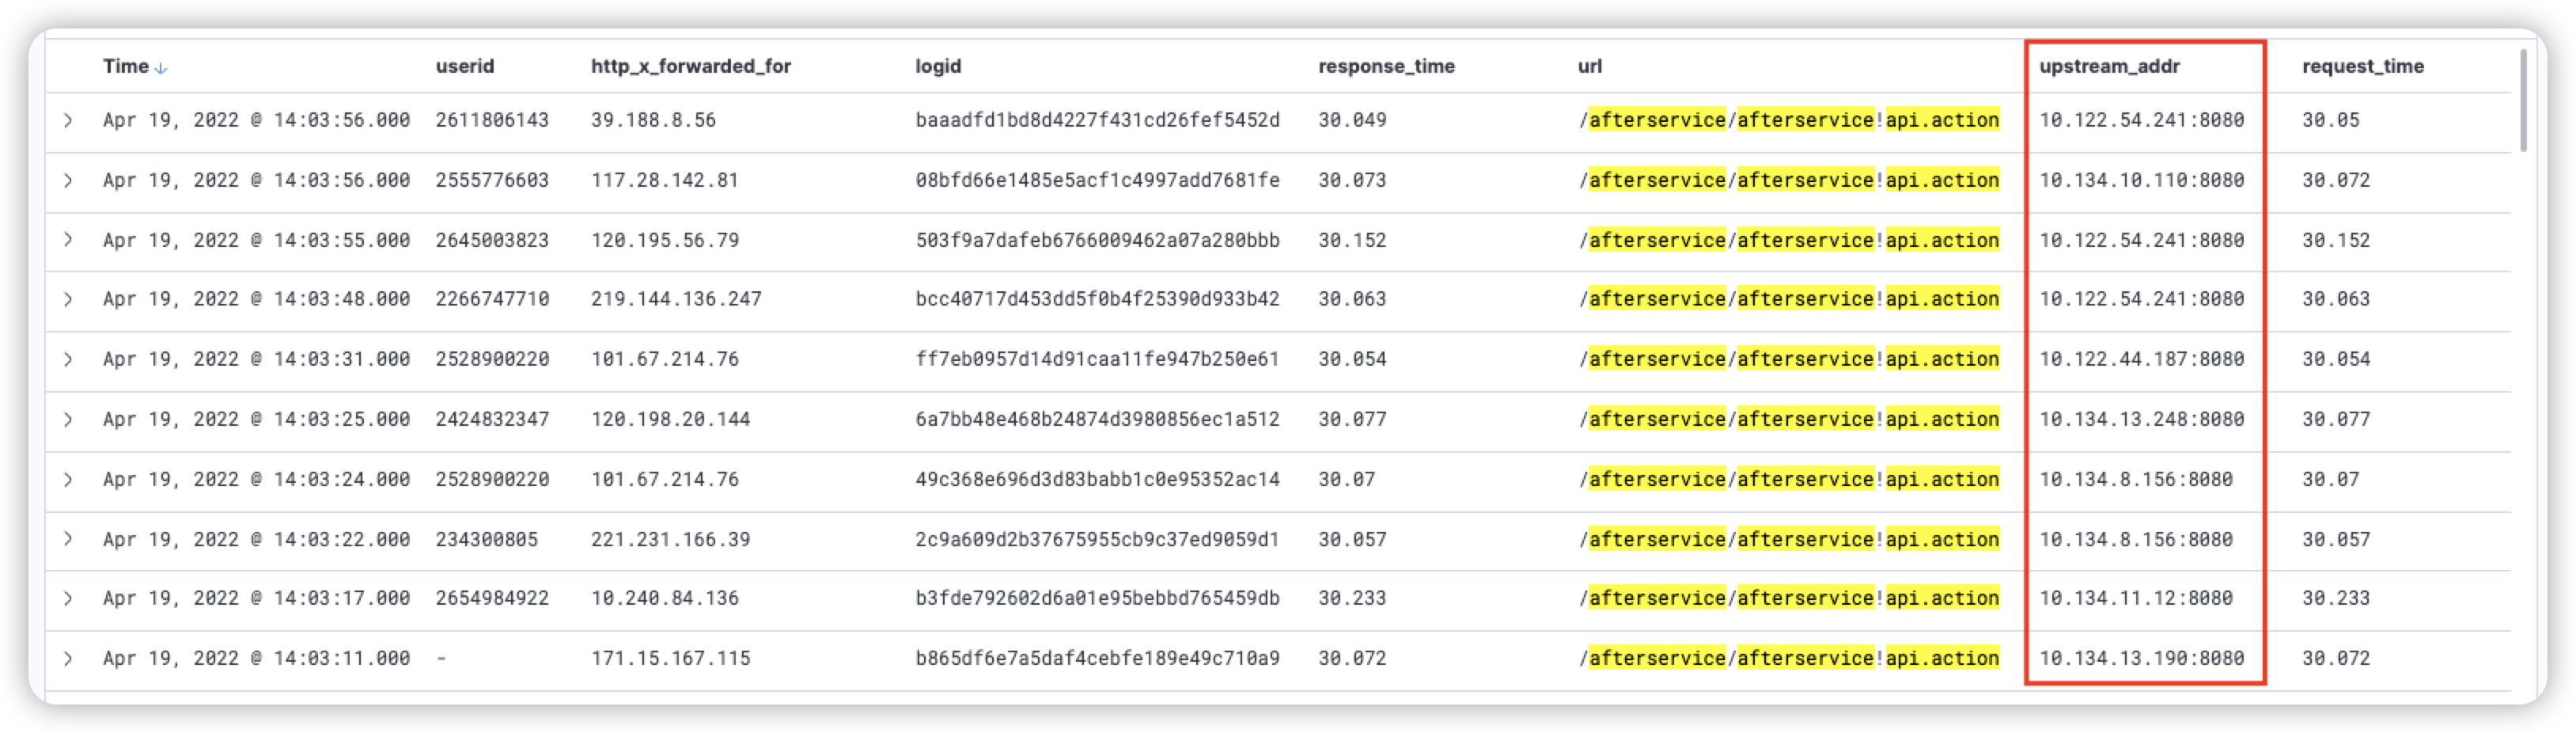 Time userid http_x_forwarded_for logid response_time url upstream_addr request_time
Apr 19, 2022 @ 14:03:56.000 2611806143 39.188.8.56 baaadfd1bd8d4227f431cd26fef5452d 30.049 /afterservice/afterservice!api.action 10.122.54.241:8080 30.05
Apr 19, 2022 @ 14:03:56.000 2555776603 117.28.142.81 08bfd66e1485e5acf1c4997add7681fe 30.073 /afterservice/afterservice!api.action 10.134.10.110:8080 30.072
Apr 19, 2022 @ 14:03:55.000 2645003823 120.195.56.79 503f9a7dafeb6766009462a07a280bbb 30.152 /afterservice/afterservice!api.action 10.122.54.241:8080 30.152
Apr 19, 2022 @ 14:03:48.000 2266747710 219.144.136.247 bcc40717d453dd5f0b4f25390d933b42 30.063 /afterservice/afterservice!api.action 10.122.54.241:8080 30.063
Apr 19, 2022 @ 14:03:31.000 2528900220 101.67.214.76 ff7eb0957d14d91caa11fe947b250e61 30.054 /afterservice/afterservice!api.action 10.122.44.187:8080 30.054
Apr 19, 2022 @ 14:03:25.000 2424832347 120.198.20.144 6a7bb48e468b24874d3980856ec1a512 30.077 /afterservice/afterservice!api.action 10.134.13.248:8080 30.077
Apr 19, 2022 @ 14:03:24.000 2528900220 101.67.214.76 49c368e696d3d83babb1c0e95352ac14 30.07 /afterservice/afterservice!api.action 10.134.8.156:8080 30.07
Apr 19, 2022 @ 14:03:22.000 234300805 221.231.166.39 2c9a609d2b37675955cb9c37ed9059d1 30.057 /afterservice/afterservice!api.action 10.134.8.156:8080 30.057
Apr 19, 2022 @ 14:03:17.000 2654984922 10.240.84.136 b3fde792602d6a01e95bebbd765459db 30.233 /afterservice/afterservice!api.action 10.134.11.12:8080 30.233
Apr 19, 2022 @ 14:03:11.000 - 171.15.167.115 b865df6e7a5daf4cebfe189e49c710a9 30.072 /afterservice/afterservice!api.action 10.134.13.190:8080 30.072